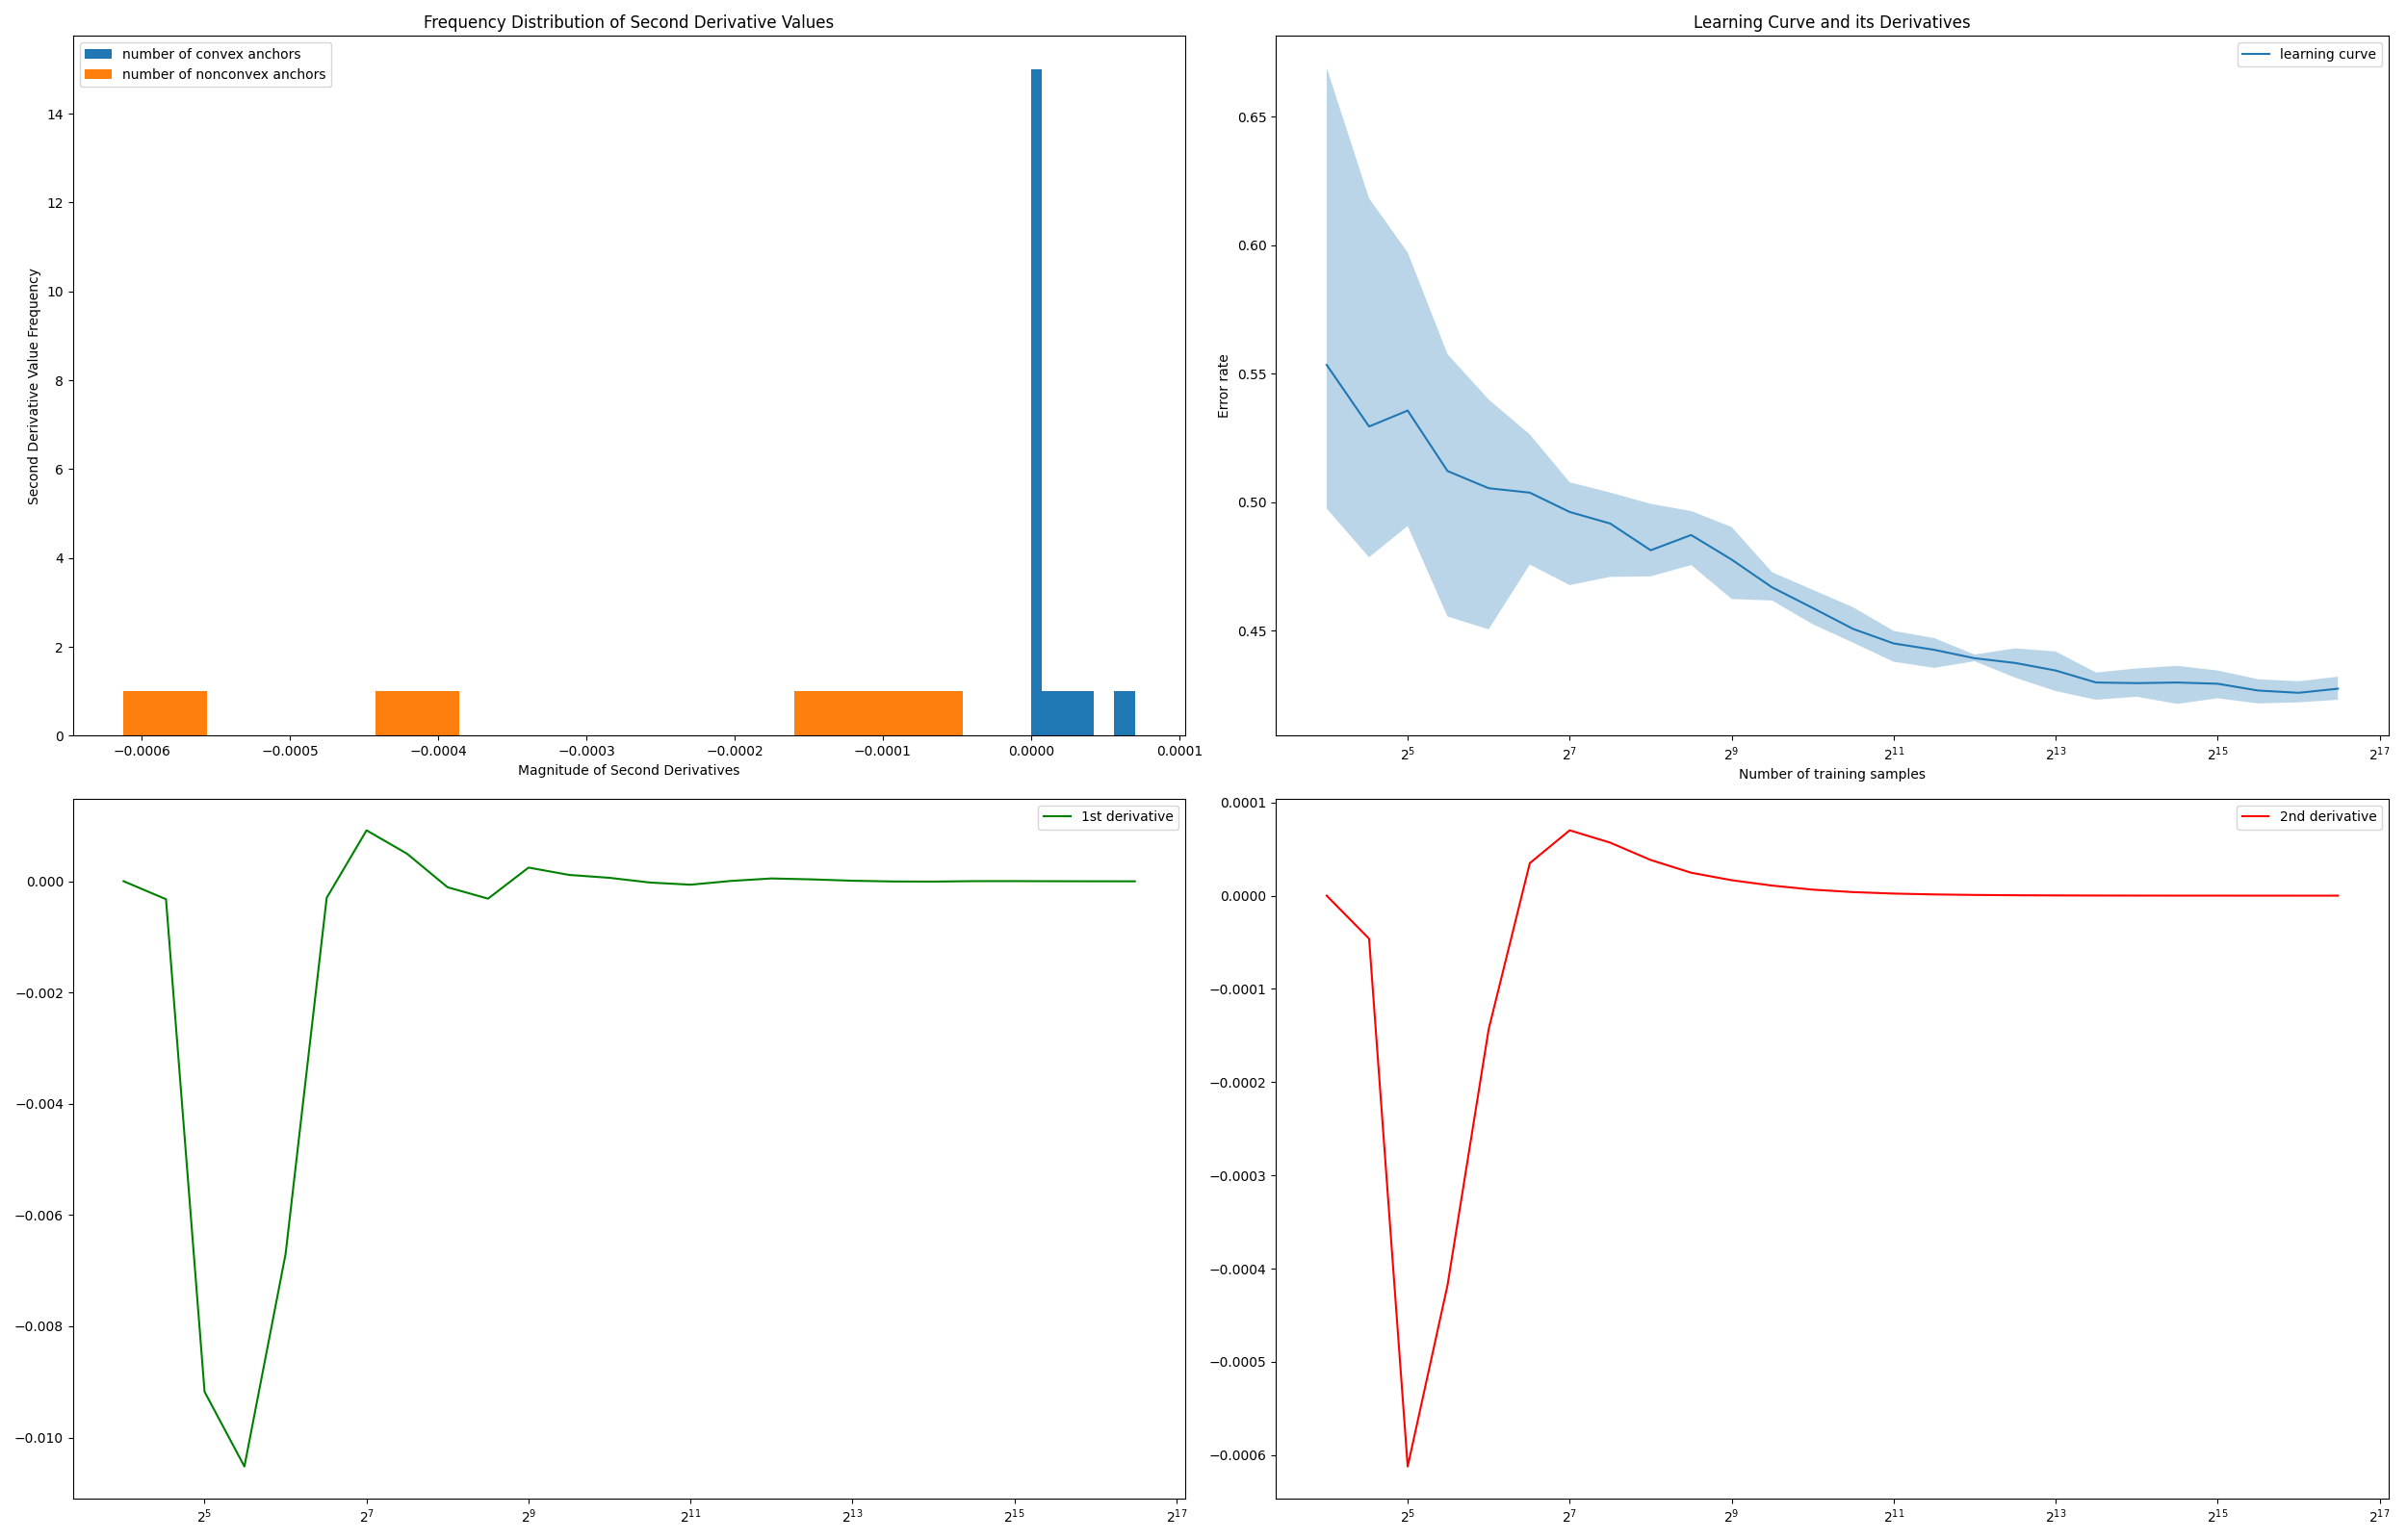 Frequency Distribution of Second Derivative Values
number of convex anchors
number of nonconvex anchors
Second Derivative Value Frequency
14
12
10
8
6
4
2
0
−0.0006 −0.0005 −0.0004 −0.0003 −0.0002 −0.0001 0.0000 0.0001
Magnitude of Second Derivatives
Learning Curve and its Derivatives
learning curve
Error rate
0.65
0.60
0.55
0.50
0.45
2^5 2^7 2^9 2^11 2^13 2^15 2^17
Number of training samples
1st derivative
0.000
−0.002
−0.004
−0.006
−0.008
−0.010
2^5 2^7 2^9 2^11 2^13 2^15 2^17
2nd derivative
0.0001
0.0000
−0.0001
−0.0002
−0.0003
−0.0004
−0.0005
−0.0006
2^5 2^7 2^9 2^11 2^13 2^15 2^17